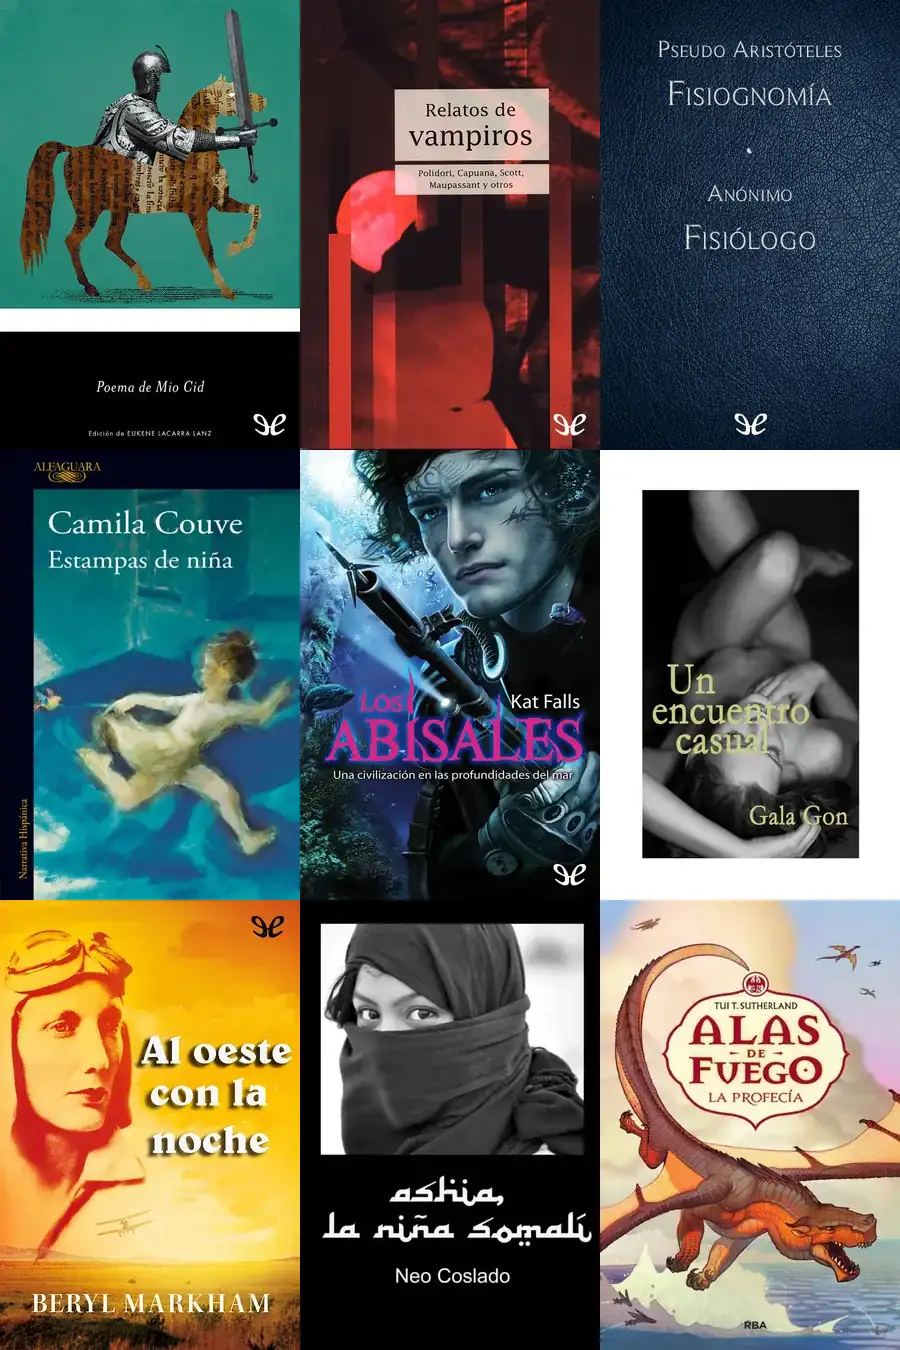 Poema de Mio Cid
Edición de EUKENE LACARRA LANZ
Relatos de
vampiros
Polidori, Capuana, Scott,
Maupassant y otros
PSEUDO ARISTÓTELES
FISIOGNOMÍA
ANÓNIMO
FISIÓLOGO
ALFAGUARA
Camila Couve
Estampas de niña
Narrativa Hispánica
Kat Falls
LOS
ABISALES
Una civilización en las profundidades del mar
Un
encuentro
casual
Gala Gon
Al oeste
con la
noche
BERYL MARKHAM
ashia,
la niña somalí
Neo Coslado
TUI T. SUTHERLAND
ALAS
DE
FUEGO
LA PROFECÍA
RBA